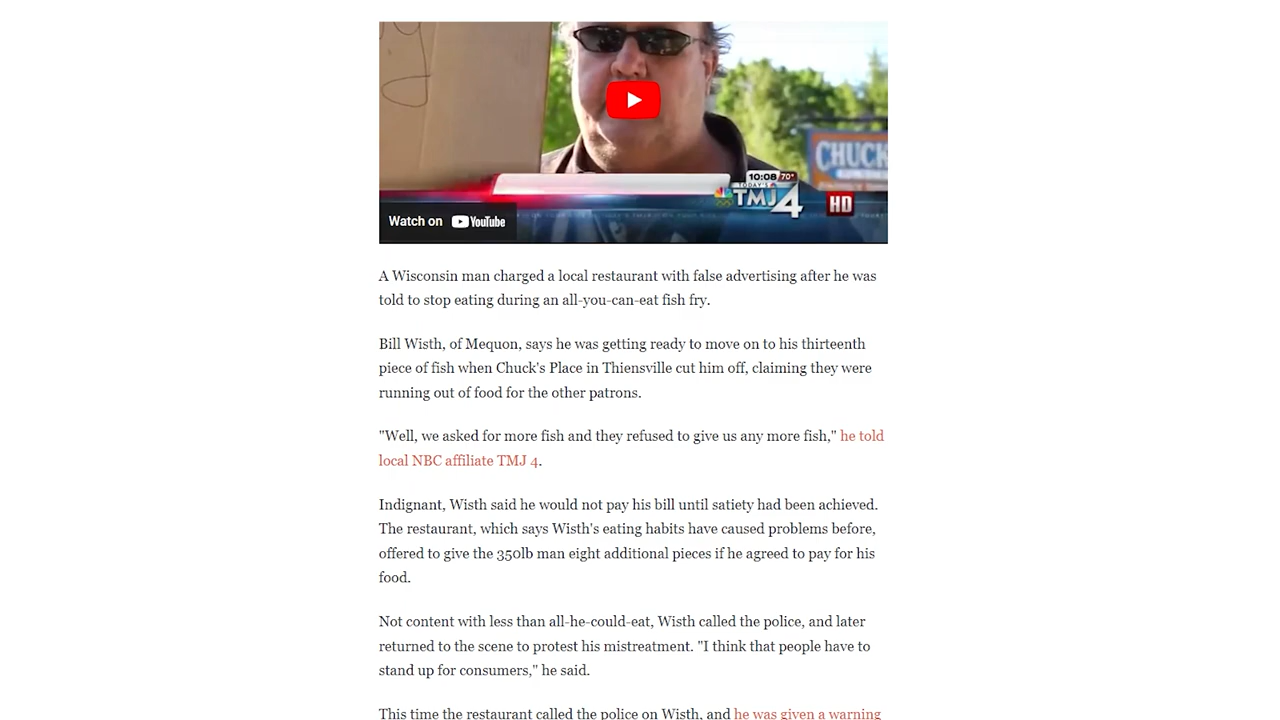 CHUCK
10:08 70°
TODAY'S
TMJ
4
HD
Watch on YouTube
A Wisconsin man charged a local restaurant with false advertising after he was
told to stop eating during an all-you-can-eat fish fry.
Bill Wisth, of Mequon, says he was getting ready to move on to his thirteenth
piece of fish when Chuck's Place in Thiensville cut him off, claiming they were
running out of food for the other patrons.
"Well, we asked for more fish and they refused to give us any more fish," he told
local NBC affiliate TMJ 4.
Indignant, Wisth said he would not pay his bill until satiety had been achieved.
The restaurant, which says Wisth's eating habits have caused problems before,
offered to give the 350lb man eight additional pieces if he agreed to pay for his
food.
Not content with less than all-he-could-eat, Wisth called the police, and later
returned to the scene to protest his mistreatment. "I think that people have to
stand up for consumers," he said.
This time the restaurant called the police on Wisth, and he was given a warning